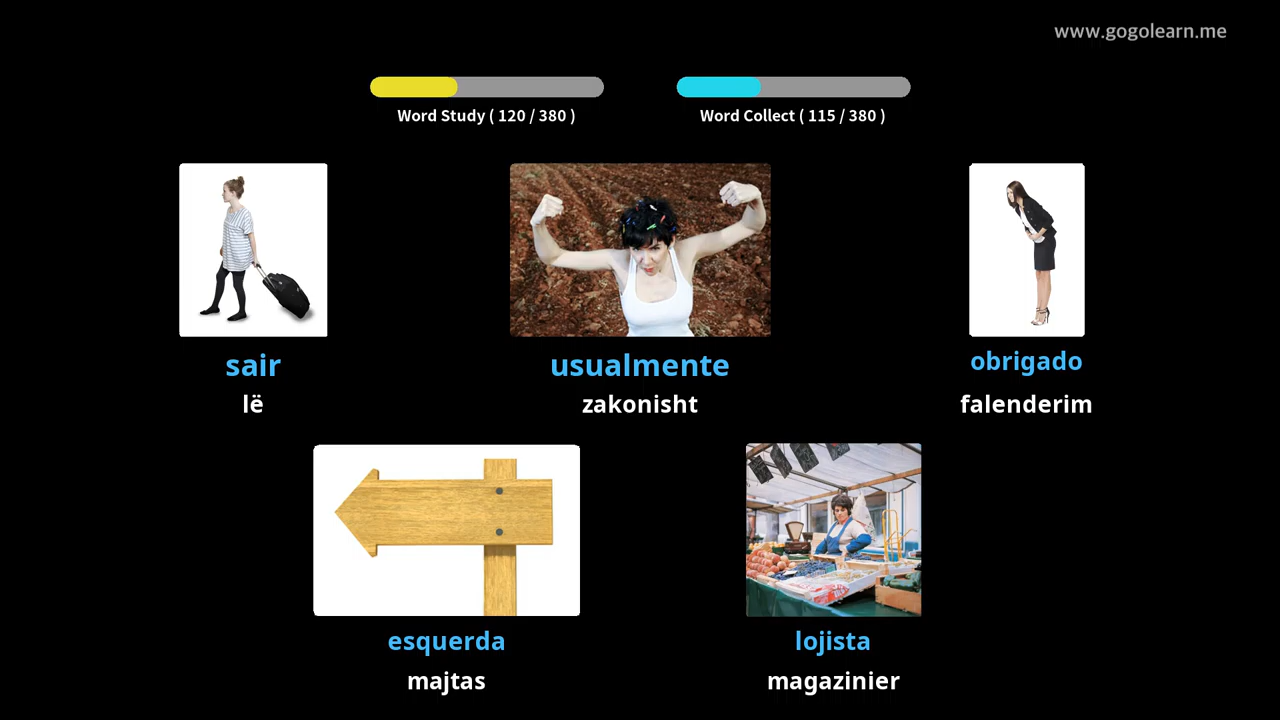 www.gogolearn.me
Word Study ( 120 / 380 )
Word Collect ( 115 / 380 )
sair
lë
usualmente
zakonisht
obrigado
falenderim
esquerda
majtas
lojista
magazinier